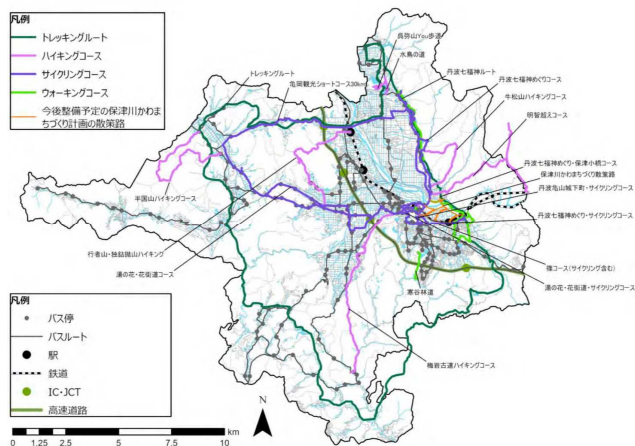 凡例
トレッキングルート
ハイキングコース
サイクリングコース
ウォーキングコース
今後整備予定の保津川かわま
ちづくり計画の散策路
呉弥山You歩道
水鳥の道
トレッキングルート
丹波七福神ルート
亀岡観光ショートコース30km
丹波七福神めぐりコース
牛松山ハイキングコース
明智越えコース
丹波七福神めぐり・保津小橋コース
保津川かわまちづくり散策路
丹波亀山城下町・サイクリングコース
半国山ハイキングコース
丹波七福神めぐり・サイクリングコース
行者山・独鈷抛山ハイキング
篠コース(サイクリング含む)
湯の花・花街道コース
湯の花・花街道・サイクリングコース
寒谷林道
梅岩古道ハイキングコース
凡例
バス停
バスルート
駅
鉄道
IC・JCT
高速道路
N
km
0 1.25 2.5 5 7.5 10